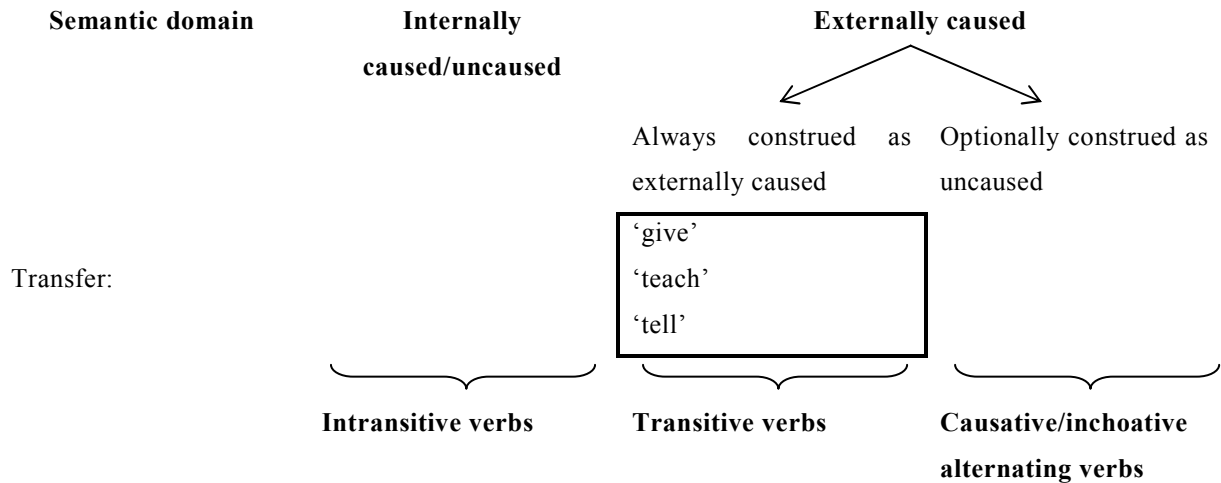 Semantic domain Internally Externally caused
caused/uncaused
Always construed as Optionally construed as
externally caused uncaused
‘give’
Transfer: ‘teach’
‘tell’
Intransitive verbs Transitive verbs Causative/inchoative
alternating verbs